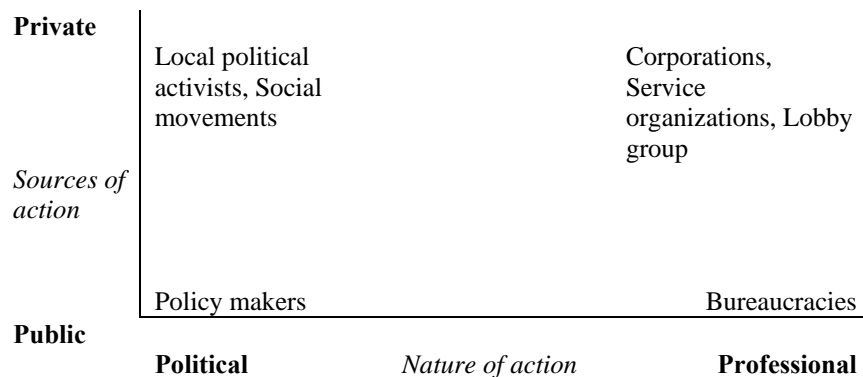 Private
Local political
activists, Social
movements
Corporations,
Service
organizations, Lobby
group
Sources of
action
Policy makers
Bureaucracies
Public
Political
Nature of action
Professional